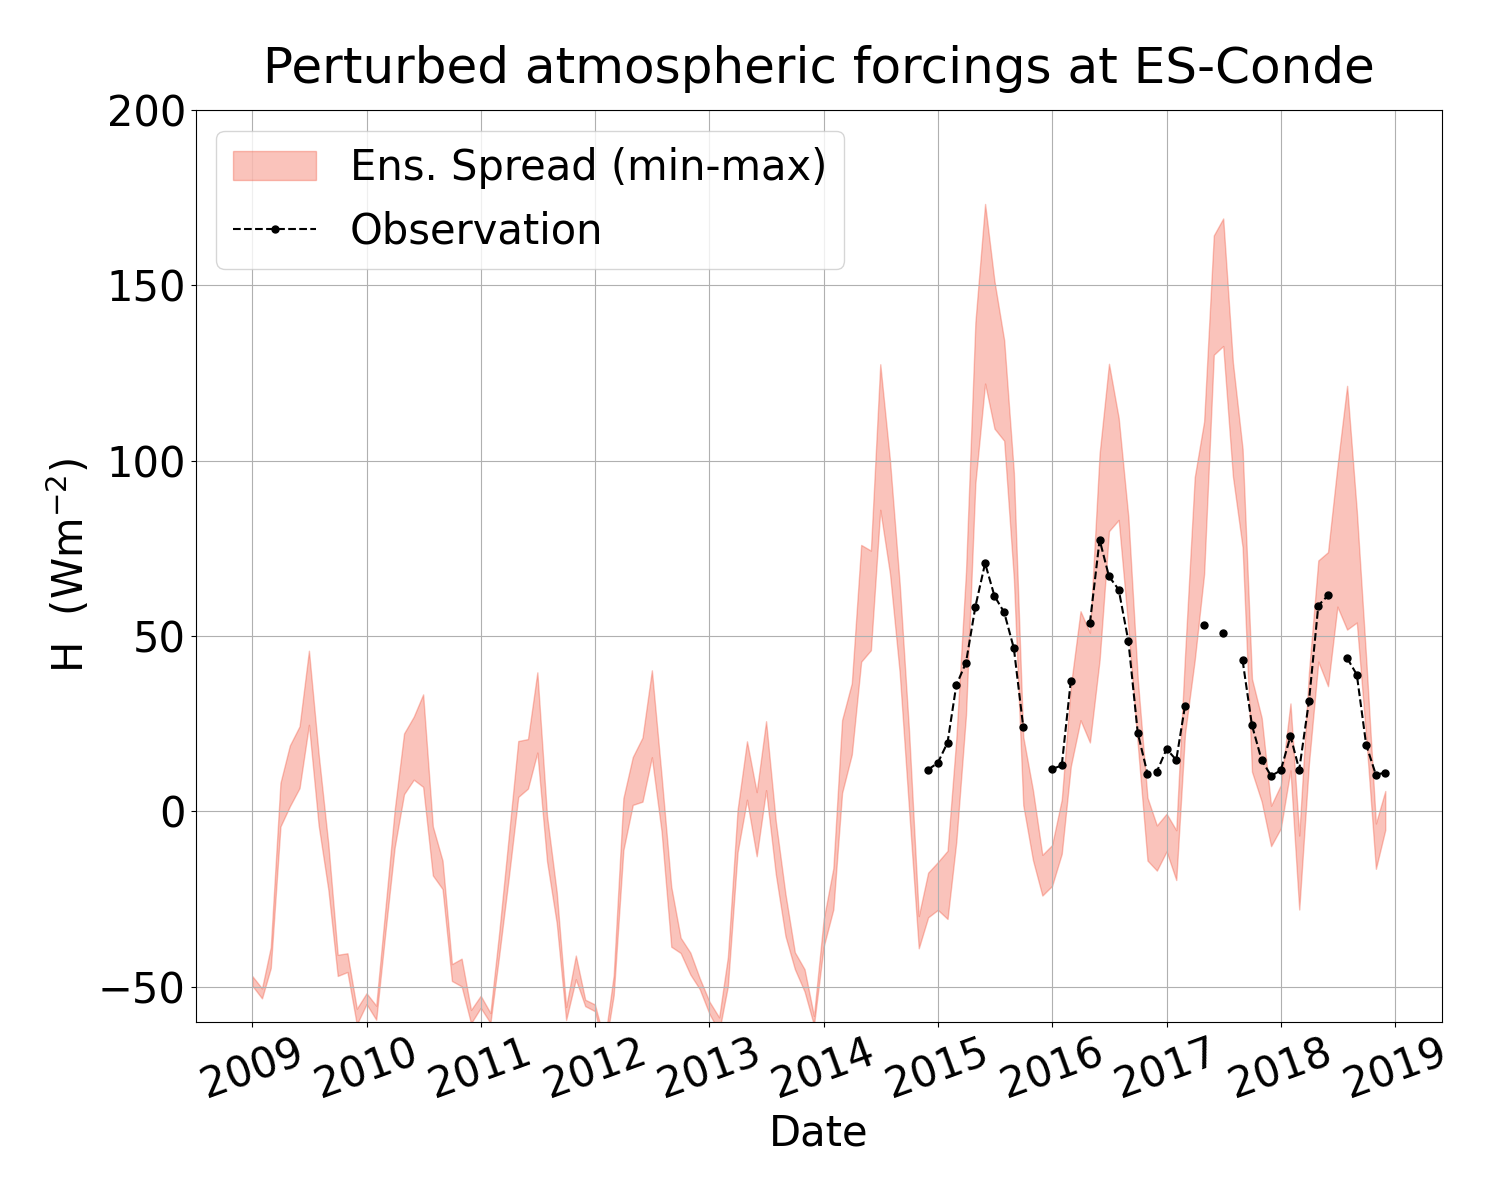 Perturbed atmospheric forcings at ES-Conde
200
150
100
50
0
−50
H (Wm⁻²)
Ens. Spread (min-max)
Observation
2009 2010 2011 2012 2013 2014 2015 2016 2017 2018 2019
Date